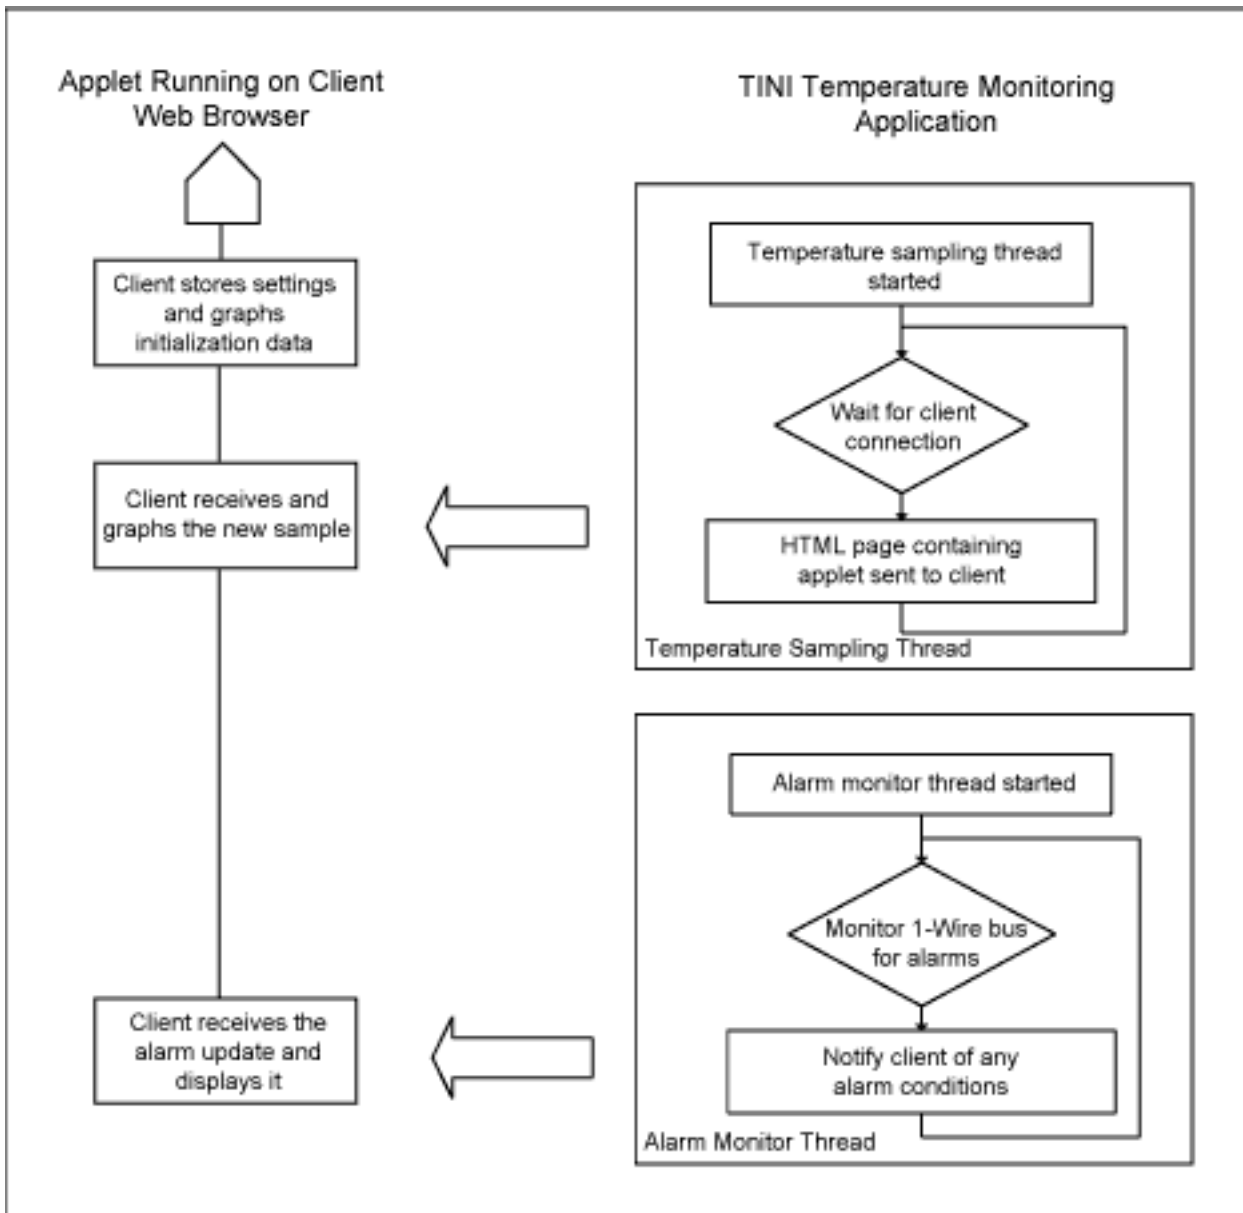 Applet Running on Client
Web Browser
Client stores settings
and graphs
initialization data
Client receives and
graphs the new sample
Client receives the
alarm update and
displays it
TINI Temperature Monitoring
Application
Temperature sampling thread
started
Wait for client
connection
HTML page containing
applet sent to client
Temperature Sampling Thread
Alarm monitor thread started
Monitor 1-Wire bus
for alarms
Notify client of any
alarm conditions
Alarm Monitor Thread